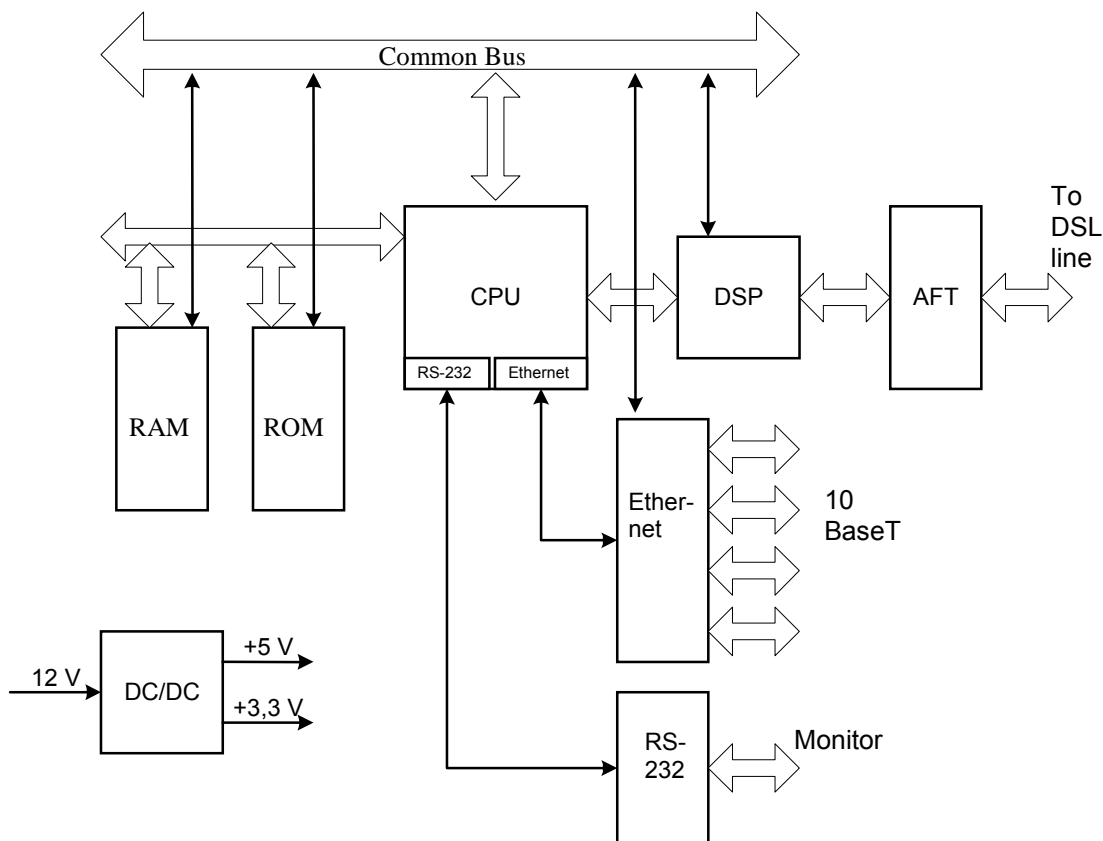 Common Bus
To
DSL
line
CPU
DSP
AFT
RS-232
Ethernet
RAM
ROM
Ether-
net
10
BaseT
12 V
DC/DC
+5 V
+3,3 V
RS-
232
Monitor